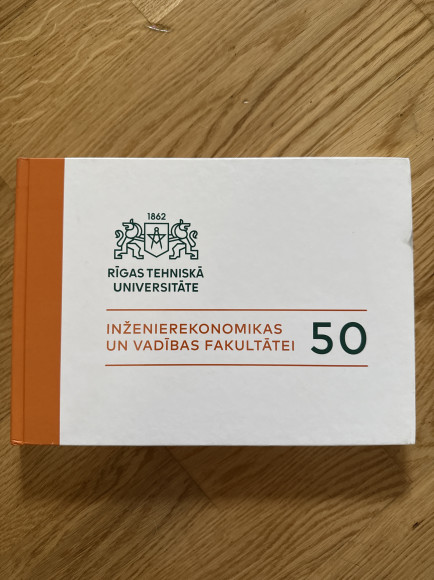 1862
RĪGAS TEHNISKĀ
UNIVERSITĀTE
INŽENIEREKONOMIKAS
UN VADĪBAS FAKULTĀTEI
50